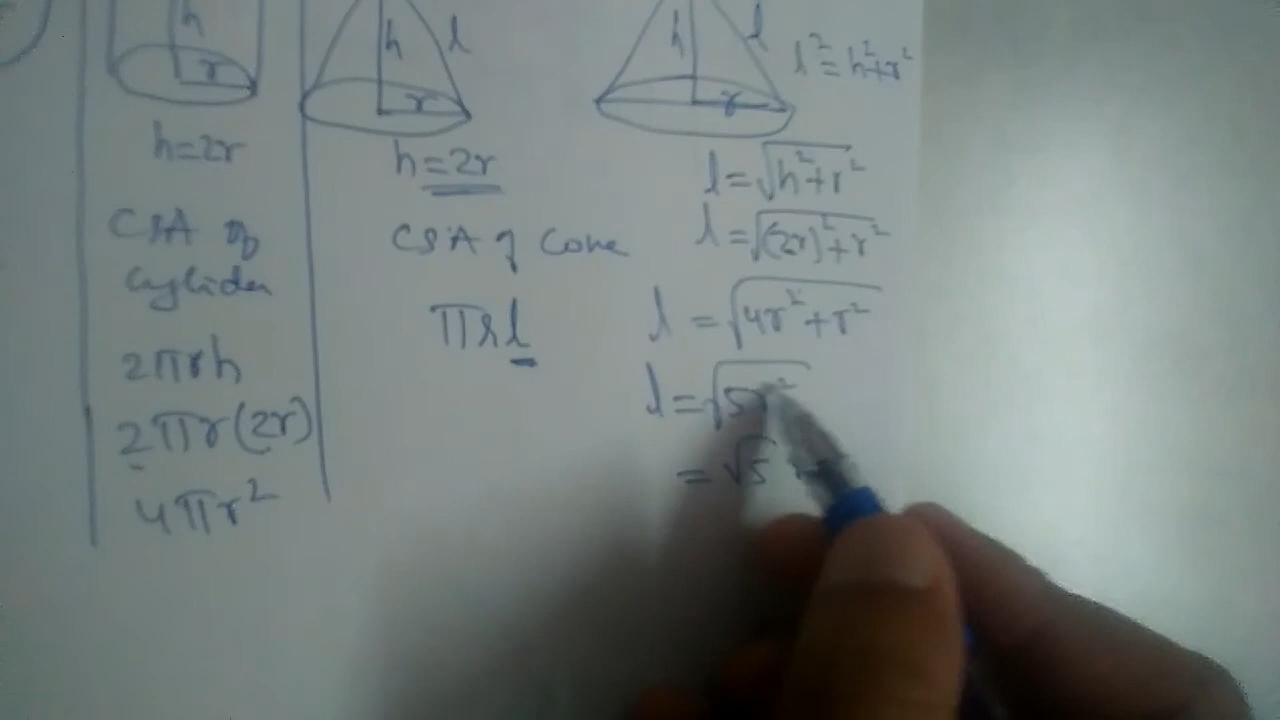 h
r
h=2r
CSA of
Cylinder
2πrh
2πr(2r)
4πr²
h
l
r
h=2r
CSA of Cone
πrl
h
l
r
l²=h²+r²
l=√h²+r²
l=√(2r)²+r²
l=√4r²+r²
l=√5r²
=√5